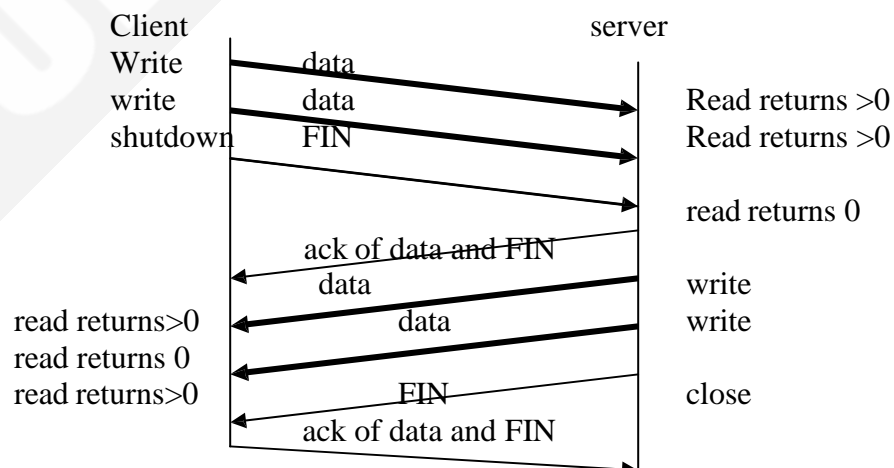 Client server
Write data
write data Read returns >0
shutdown FIN Read returns >0
read returns 0
ack of data and FIN
data write
read returns>0 data write
read returns 0
read returns>0 FIN close
ack of data and FIN